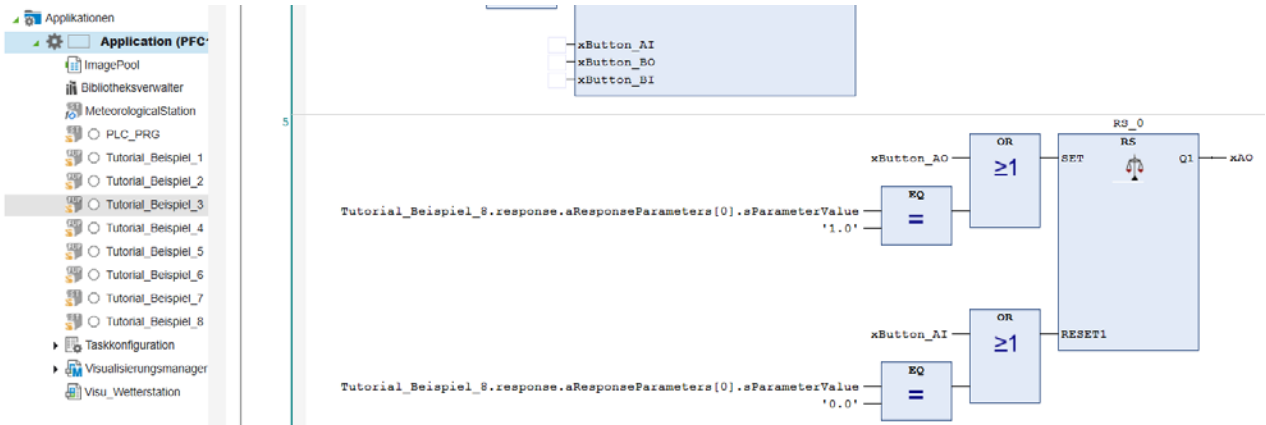 Applikationen
Application (PFC
ImagePool
Bibliotheksverwalter
MeteorologicalStation
PLC_PRG
Tutorial_Beispiel_1
Tutorial_Beispiel_2
Tutorial_Beispiel_3
Tutorial_Beispiel_4
Tutorial_Beispiel_5
Tutorial_Beispiel_6
Tutorial_Beispiel_7
Tutorial_Beispiel_8
Taskkonfiguration
Visualisierungsmanager
Visu_Wetterstation
xButton_AI
xButton_BO
xButton_BI
5
RS_0
OR
RS
xButton_AO
≥1
SET
Q1
xAO
EQ
Tutorial_Beispiel_8.response.aResponseParameters[0].sParameterValue
=
'1.0'
OR
xButton_AI
≥1
RESET1
EQ
Tutorial_Beispiel_8.response.aResponseParameters[0].sParameterValue
=
'0.0'